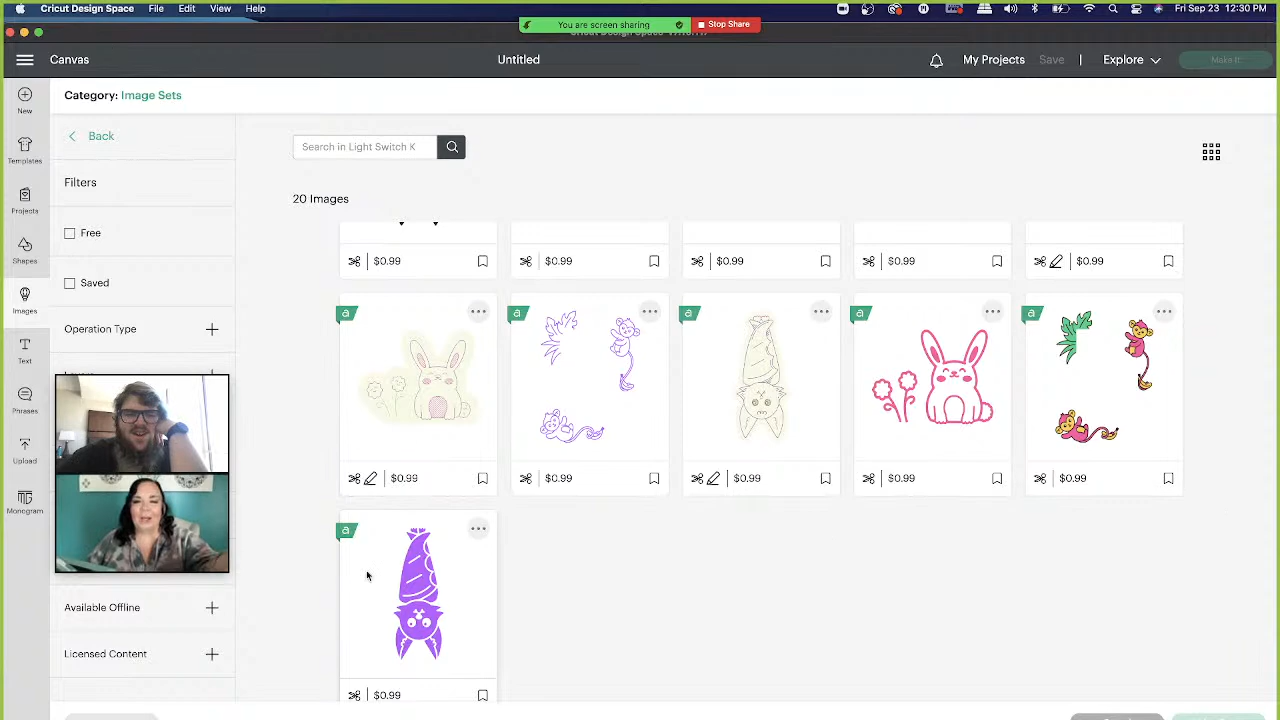 Cricut Design Space File Edit View Help Fri Sep 23 12:30 PM
You are screen sharing Stop Share
Canvas Untitled My Projects Save | Explore Make It
Category: Image Sets
New
Templates
Projects
Shapes
Images
Text
Phrases
Upload
Monogram
Back
Filters
Free
Saved
Operation Type
Available Offline
Licensed Content
Search in Light Switch K
20 Images
$0.99 $0.99 $0.99 $0.99 $0.99
a a a a a
$0.99 $0.99 $0.99 $0.99 $0.99
a
$0.99